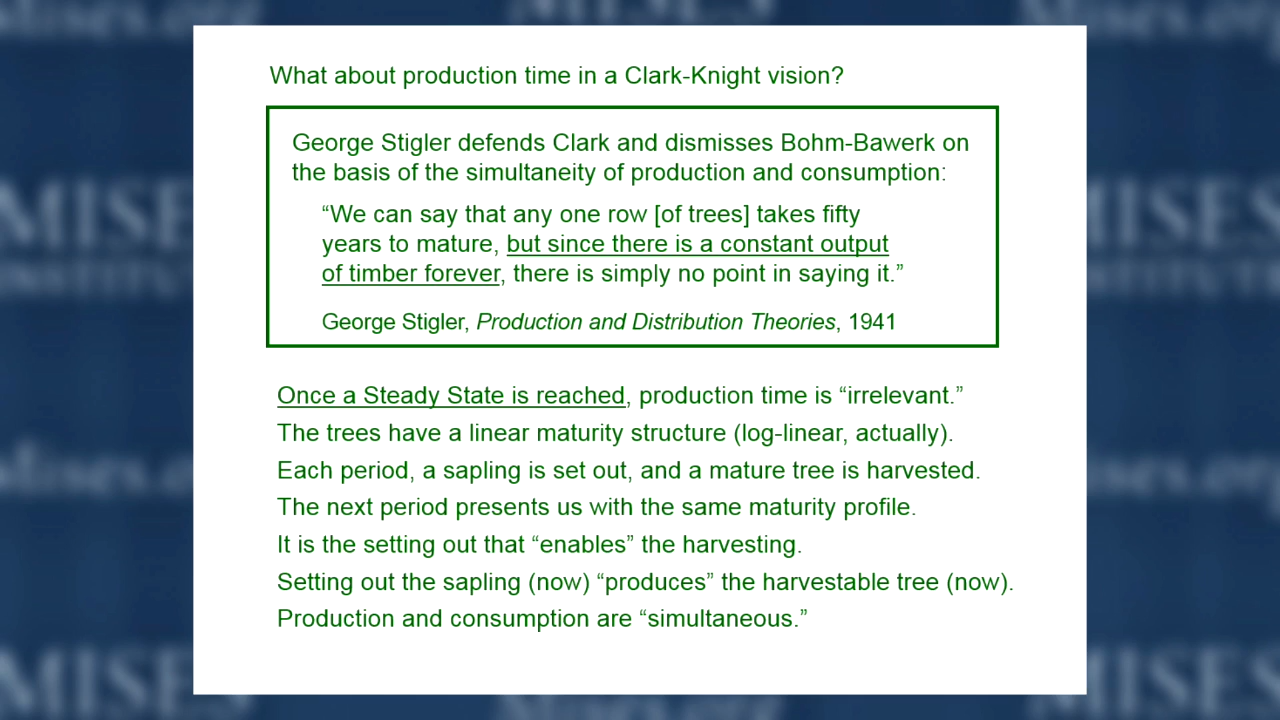 What about production time in a Clark-Knight vision?
George Stigler defends Clark and dismisses Bohm-Bawerk on
the basis of the simultaneity of production and consumption:
“We can say that any one row [of trees] takes fifty
years to mature, but since there is a constant output
of timber forever, there is simply no point in saying it.”
George Stigler, Production and Distribution Theories, 1941
Once a Steady State is reached, production time is “irrelevant.”
The trees have a linear maturity structure (log-linear, actually).
Each period, a sapling is set out, and a mature tree is harvested.
The next period presents us with the same maturity profile.
It is the setting out that “enables” the harvesting.
Setting out the sapling (now) “produces” the harvestable tree (now).
Production and consumption are “simultaneous.”